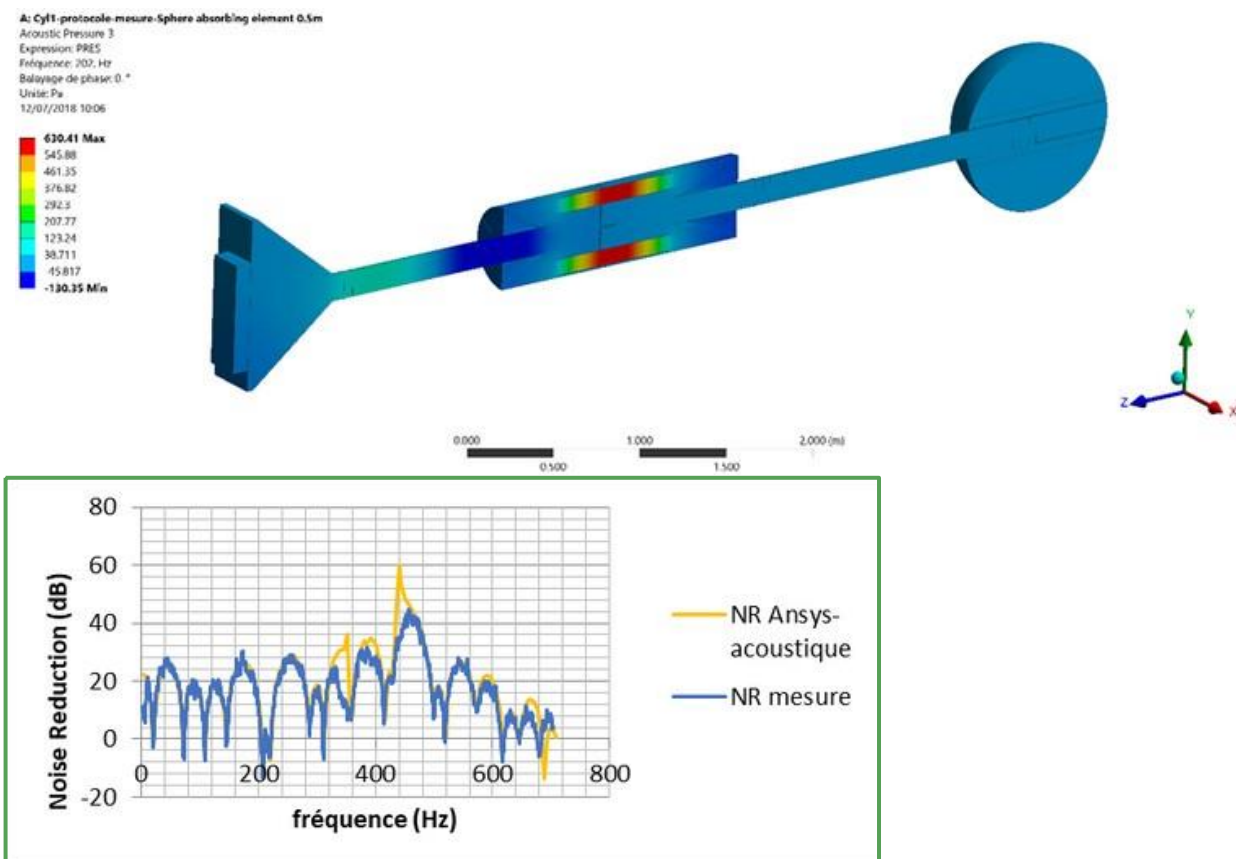 A: Cyl1-protocole-mesure-Sphere absorbing element 0.5m
Acoustic Pressure 3
Expression: PRES
Fréquence: 202, Hz
Balayage de phase: 0, °
Unité: Pa
12/07/2018 10:06
630.41 Max
545.88
461.35
376.82
292.3
207.77
123.24
38.711
-45.817
-130.35 Min
Y
Z
X
0.000
1.000
2.000 (m)
0.500
1.500
80
60
40
20
0
-20
0
200
400
600
800
Noise Reduction (dB)
fréquence (Hz)
NR Ansys-
acoustique
NR mesure